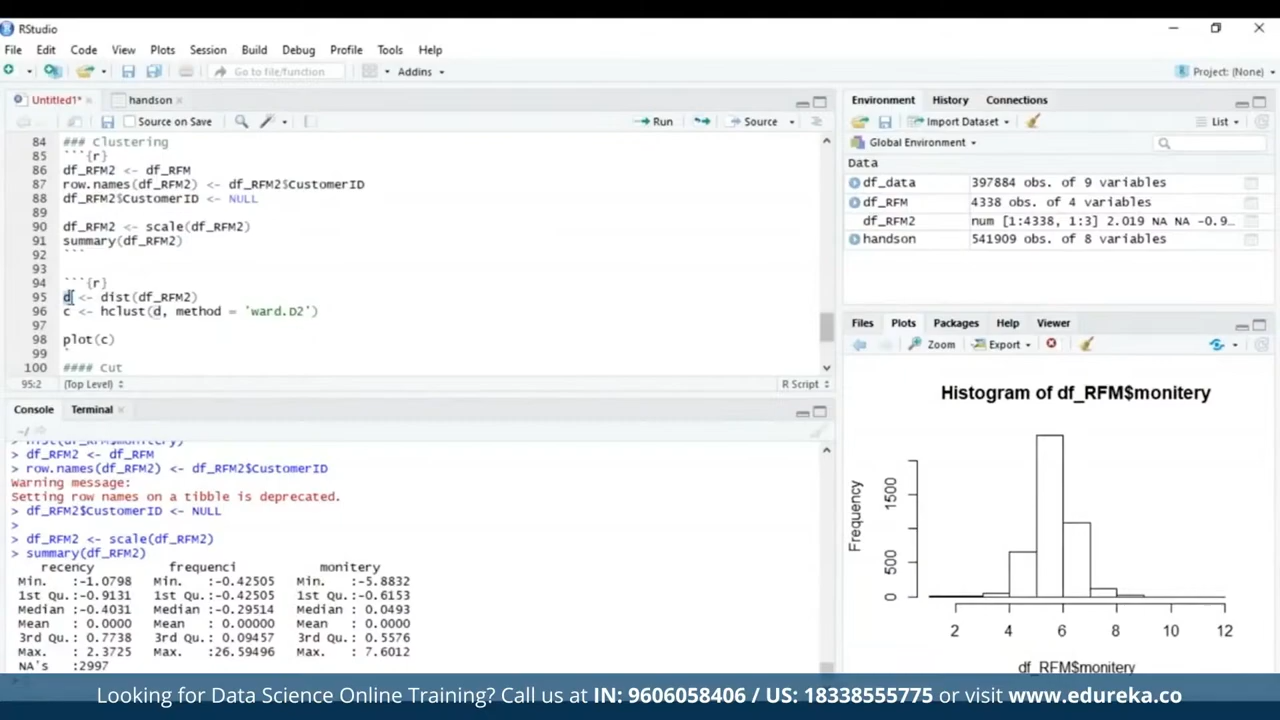 RStudio
File Edit Code View Plots Session Build Debug Profile Tools Help
Go to file/function Addins Project: (None)
Untitled1* handson
Source on Save Run Source
84 ### Clustering
85 ```{r}
86 df_RFM2 <- df_RFM
87 row.names(df_RFM2) <- df_RFM2$CustomerID
88 df_RFM2$CustomerID <- NULL
89
90 df_RFM2 <- scale(df_RFM2)
91 summary(df_RFM2)
92 ```
93
94 ```{r}
95 d <- dist(df_RFM2)
96 c <- hclust(d, method = 'ward.D2')
97
98 plot(c)
99 `
100 #### Cut
95:2 (Top Level) R Script
Console Terminal
~/
> hist(df_RFM$monitery)
> df_RFM2 <- df_RFM
> row.names(df_RFM2) <- df_RFM2$CustomerID
Warning message:
Setting row names on a tibble is deprecated.
> df_RFM2$CustomerID <- NULL
>
> df_RFM2 <- scale(df_RFM2)
> summary(df_RFM2)
recency frequenci monitery
Min. :-1.0798 Min. :-0.42505 Min. :-5.8832
1st Qu.:-0.9131 1st Qu.:-0.42505 1st Qu.:-0.6153
Median :-0.4031 Median :-0.29514 Median : 0.0493
Mean : 0.0000 Mean : 0.00000 Mean : 0.0000
3rd Qu.: 0.7738 3rd Qu.: 0.09457 3rd Qu.: 0.5576
Max. : 2.3725 Max. :26.59496 Max. : 7.6012
NA's :2997
Environment History Connections
Import Dataset List
Global Environment
Data
df_data 397884 obs. of 9 variables
df_RFM 4338 obs. of 4 variables
df_RFM2 num [1:4338, 1:3] 2.019 NA NA -0.9…
handson 541909 obs. of 8 variables
Files Plots Packages Help Viewer
Zoom Export
Histogram of df_RFM$monitery
Frequency
0 500 1500
2 4 6 8 10 12
df_RFM$monitery
Looking for Data Science Online Training? Call us at IN: 9606058406 / US: 18338555775 or visit www.edureka.co